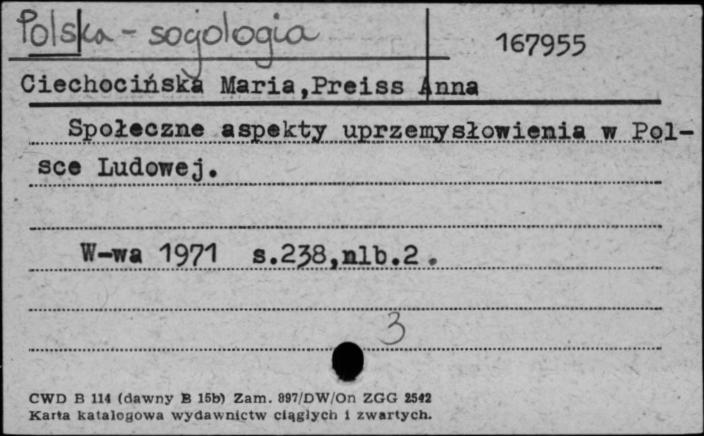 Polska - socjologia
167955
Ciechocińska Maria,Preiss Anna
Społeczne aspekty uprzemysłowienia w Pol-
sce Ludowej.
W-wa 1971 s.238,nlb.2.
3
CWD B 114 (dawny B 15b) Zam. 897/DW/On ZGG 2542
Karta katalogowa wydawnictw ciągłych i zwartych.